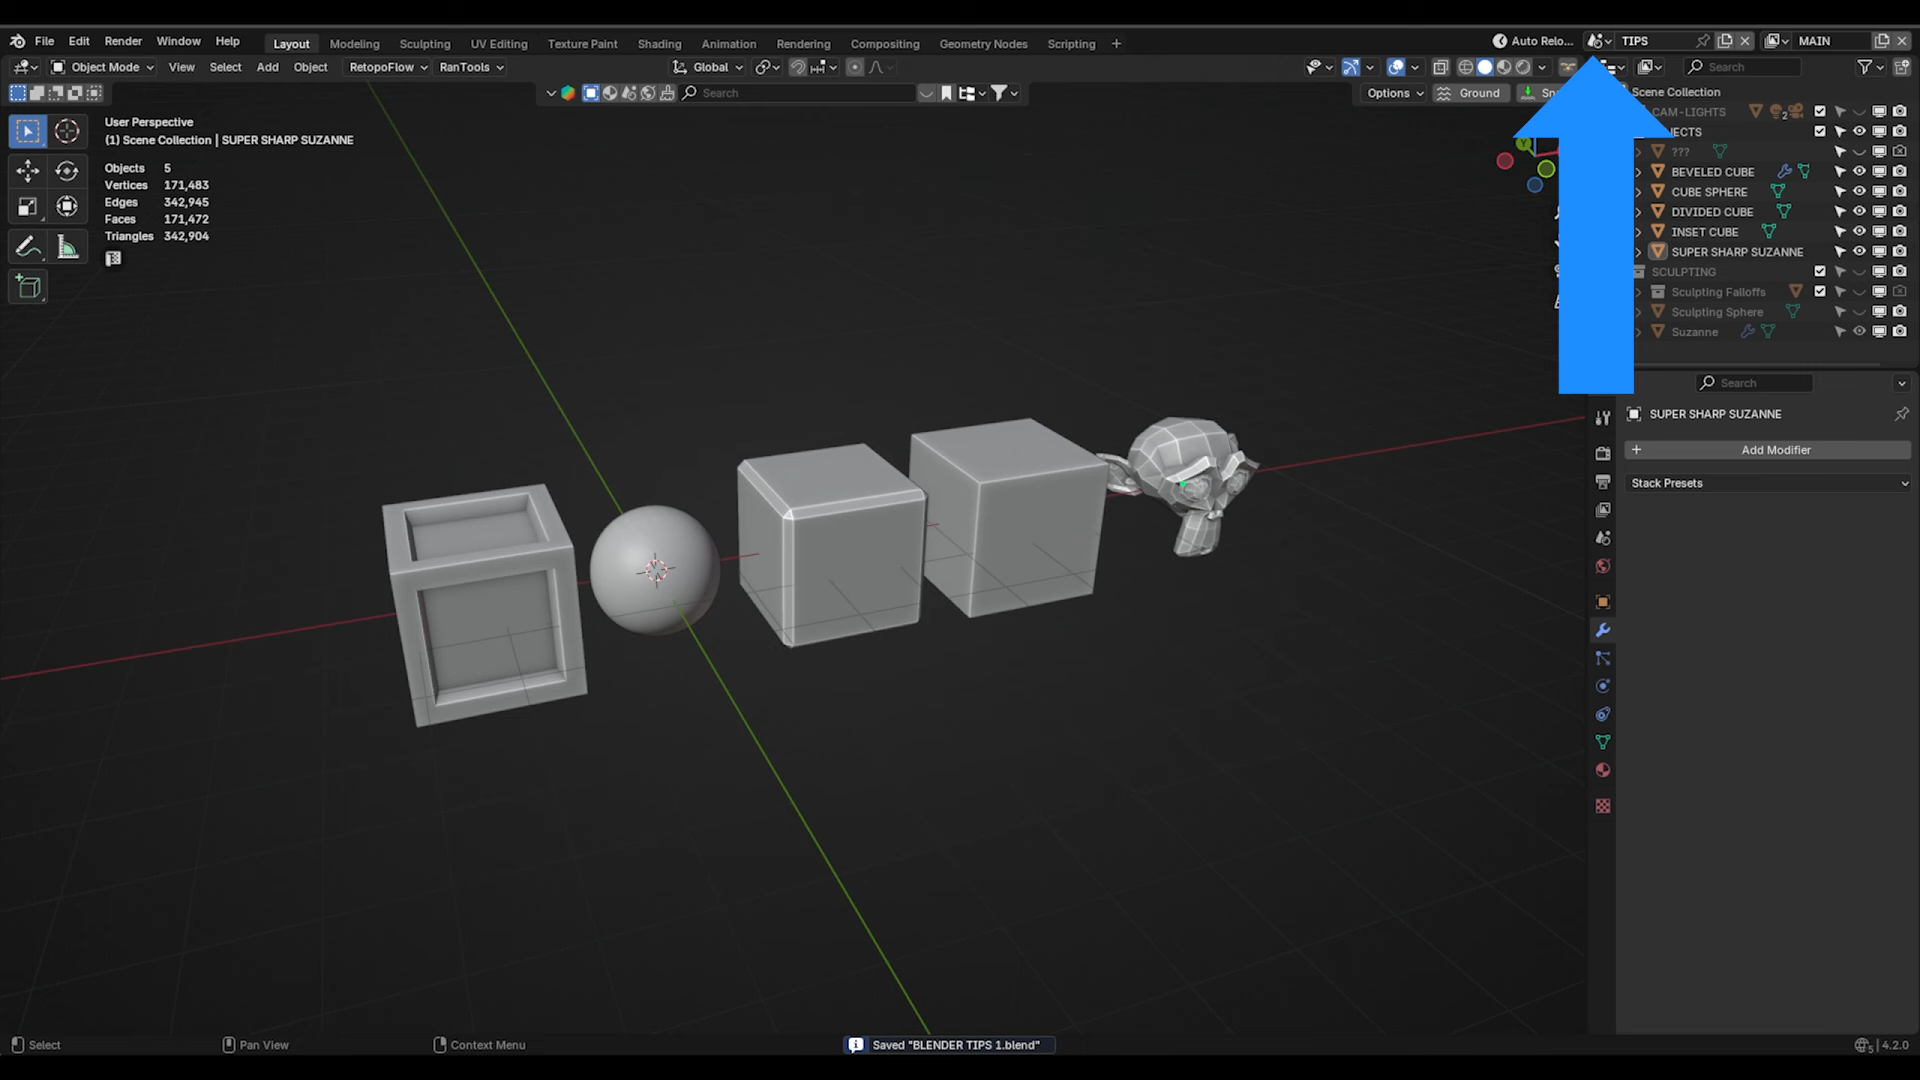 File Edit Render Window Help Layout Modeling Sculpting UV Editing Texture Paint Shading Animation Rendering Compositing Geometry Nodes Scripting + Auto Relo... TIPS MAIN
Object Mode View Select Add Object RetopoFlow RanTools Global Search
Search Options Ground
Scene Collection
User Perspective
(1) Scene Collection | SUPER SHARP SUZANNE
Objects 5
Vertices 171,483
Edges 342,945
Faces 171,472
Triangles 342,904
CAM-LIGHTS 2
???
BEVELED CUBE
CUBE SPHERE
DIVIDED CUBE
INSET CUBE
SUPER SHARP SUZANNE
SCULPTING
Sculpting Falloffs
Sculpting Sphere
Suzanne
Search
SUPER SHARP SUZANNE
+ Add Modifier
Stack Presets
Y
Select Pan View Context Menu Saved "BLENDER TIPS 1.blend" 5 | 4.2.0